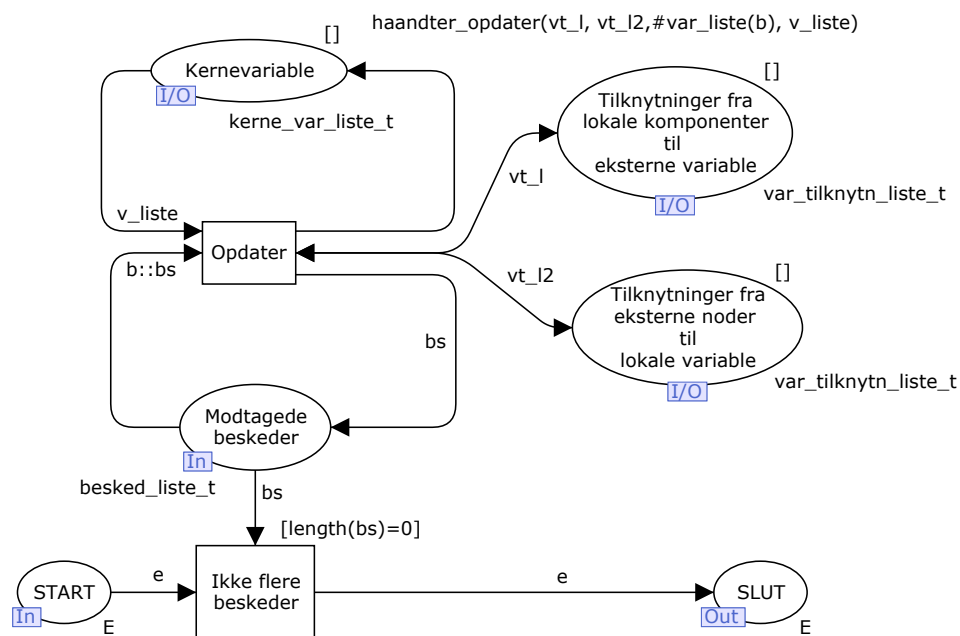 haandter_opdater(vt_l, vt_l2,#var_liste(b), v_liste)
[]
Kernevariable
I/O
kerne_var_liste_t
[]
Tilknytninger fra
lokale komponenter
til
eksterne variable
I/O
var_tilknytn_liste_t
vt_l
v_liste
Opdater
b::bs
vt_l2
[]
Tilknytninger fra
eksterne noder
til
lokale variable
I/O
var_tilknytn_liste_t
bs
Modtagede
beskeder
In
besked_liste_t
bs
[length(bs)=0]
START
In
E
e
Ikke flere
beskeder
e
SLUT
Out
E